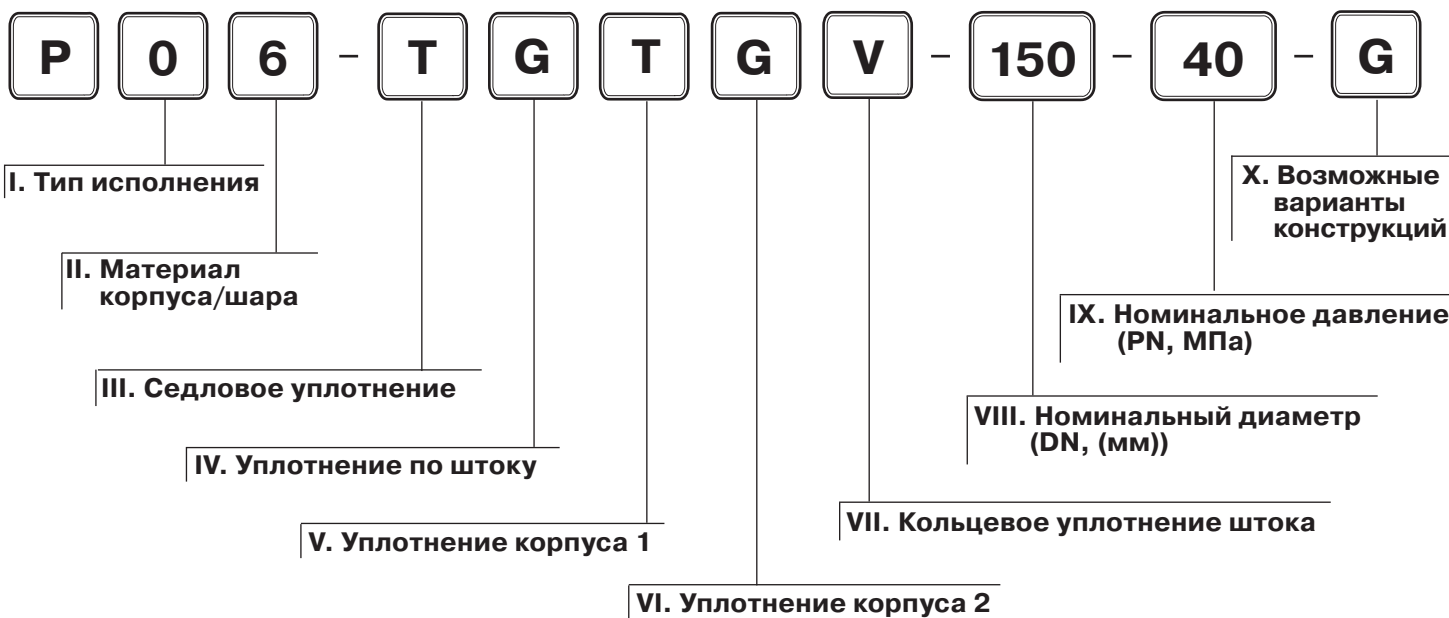 P 0 6 – T G T G V – 150 – 40 – G
I. Тип исполнения
X. Возможные
варианты
конструкций
II. Материал
корпуса/шара
IX. Номинальное давление
(PN, МПа)
III. Седловое уплотнение
VIII. Номинальный диаметр
(DN, (мм))
IV. Уплотнение по штоку
VII. Кольцевое уплотнение штока
V. Уплотнение корпуса 1
VI. Уплотнение корпуса 2